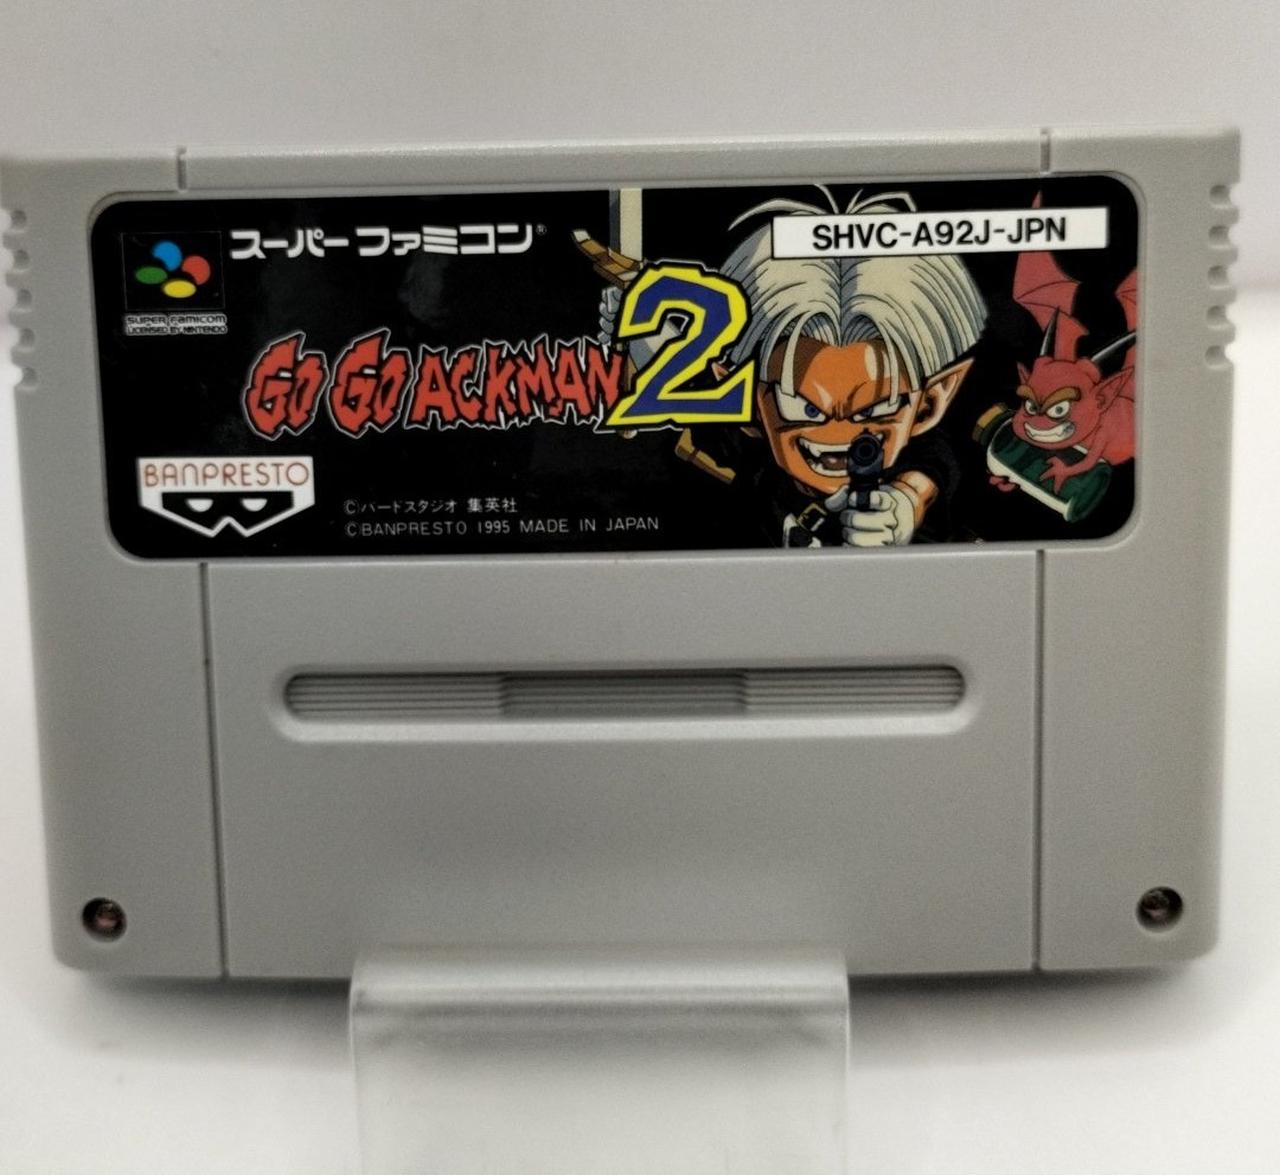 スーパーファミコン®
SHVC-A92J-JPN
SUPER FAMICOM
LICENSED BY NINTENDO
GO GO ACKMAN 2
BANPRESTO
©バードスタジオ 集英社
©BANPRESTO 1995 MADE IN JAPAN